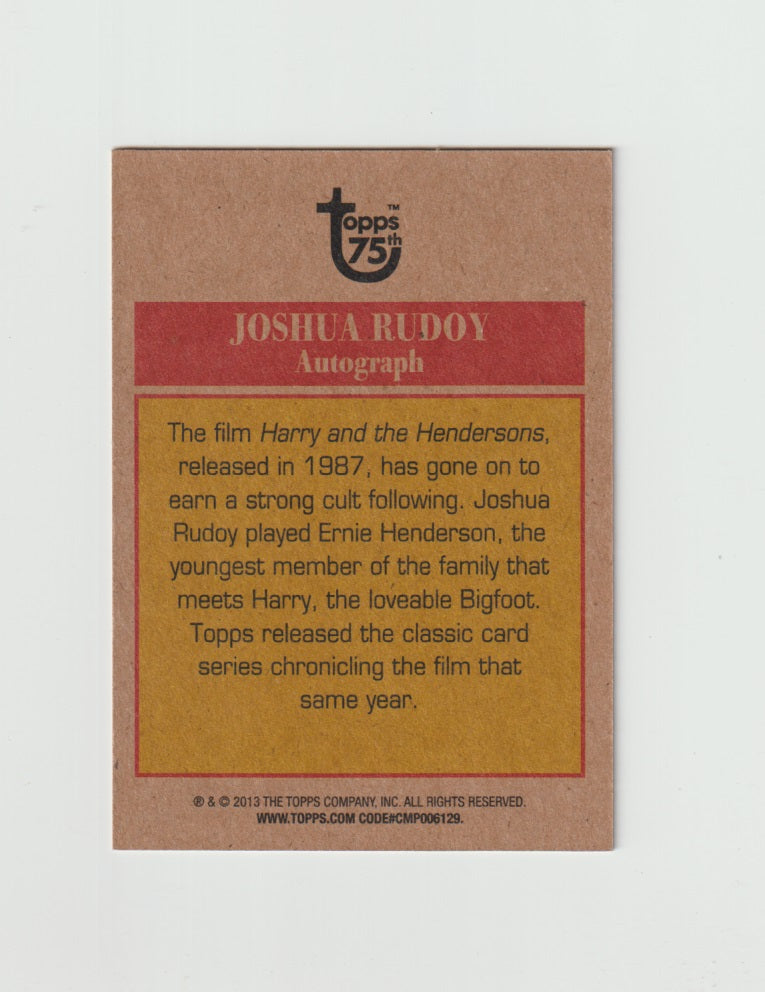 Topps™
75th
JOSHUA RUDOY
Autograph
The film Harry and the Hendersons,
released in 1987, has gone on to
earn a strong cult following. Joshua
Rudoy played Ernie Henderson, the
youngest member of the family that
meets Harry, the loveable Bigfoot.
Topps released the classic card
series chronicling the film that
same year.
® & © 2013 THE TOPPS COMPANY, INC. ALL RIGHTS RESERVED.
WWW.TOPPS.COM CODE#CMP006129.